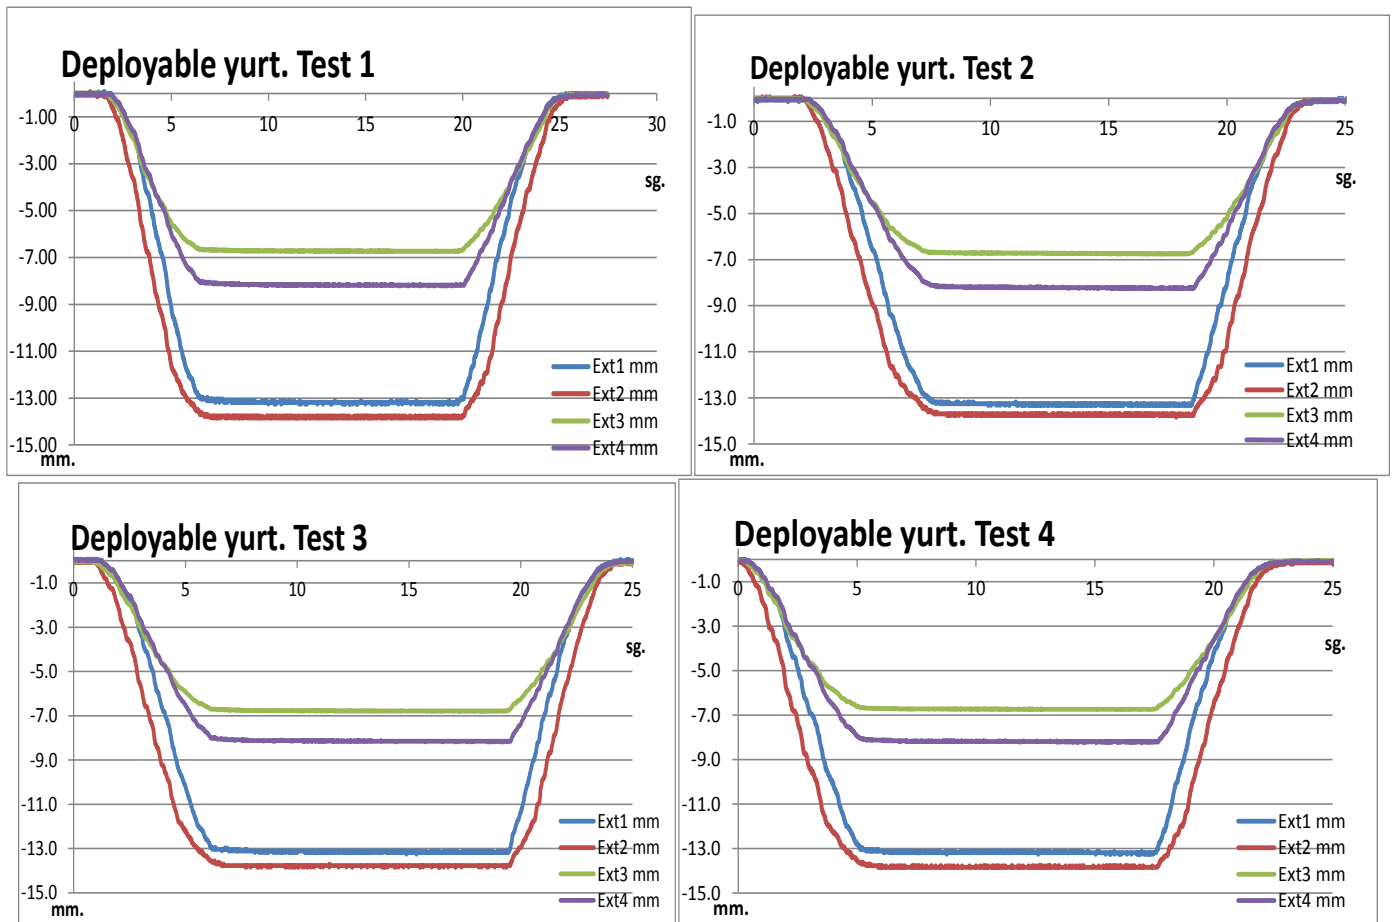 Deployable yurt. Test 1
0 5 10 15 20 25 30
-1.00
-3.00
sg.
-5.00
-7.00
-9.00
-11.00
-13.00
-15.00
mm.
Ext1 mm
Ext2 mm
Ext3 mm
Ext4 mm
Deployable yurt. Test 2
0 5 10 15 20 25
-1.0
-3.0
sg.
-5.0
-7.0
-9.0
-11.0
-13.0
-15.0
mm.
Ext1 mm
Ext2 mm
Ext3 mm
Ext4 mm
Deployable yurt. Test 3
0 5 10 15 20 25
-1.0
-3.0
sg.
-5.0
-7.0
-9.0
-11.0
-13.0
-15.0
mm.
Ext1 mm
Ext2 mm
Ext3 mm
Ext4 mm
Deployable yurt. Test 4
0 5 10 15 20 25
-1.0
-3.0
sg.
-5.0
-7.0
-9.0
-11.0
-13.0
-15.0
mm.
Ext1 mm
Ext2 mm
Ext3 mm
Ext4 mm